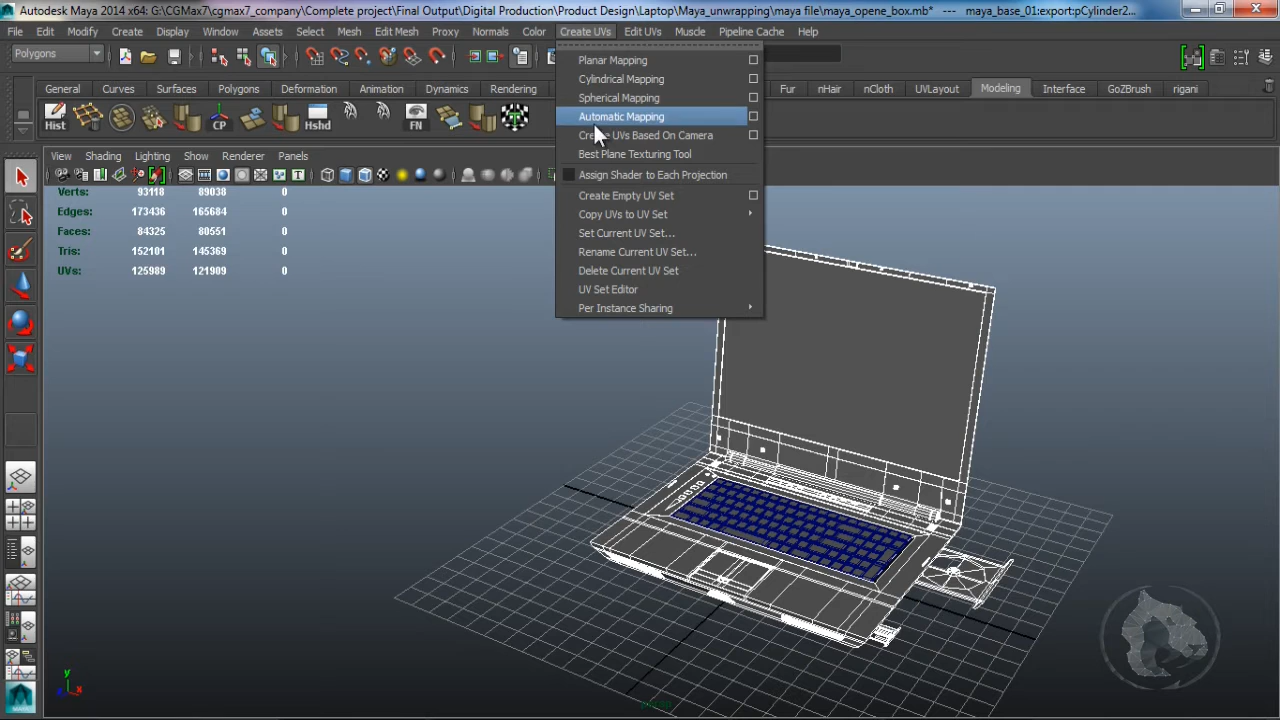 Autodesk Maya 2014 x64: G:\CGMax7\cgmax7_company\Complete project\Final Output\Digital Production\Product Design\Laptop\Maya_unwrapping\maya file\maya_opene_box.mb* --- maya_base_01:export:pCylinder2...
File Edit Modify Create Display Window Assets Select Mesh Edit Mesh Proxy Normals Color Create UVs Edit UVs Muscle Pipeline Cache Help
Polygons
General Curves Surfaces Polygons Deformation Animation Dynamics Rendering Fur nHair nCloth UVLayout Modeling Interface GoZBrush rigani
Hist CP Hshd FN
View Shading Lighting Show Renderer Panels
Verts: 93118 89038 0
Edges: 173436 165684 0
Faces: 84325 80551 0
Tris: 152101 145369 0
UVs: 125989 121909 0
Planar Mapping
Cylindrical Mapping
Spherical Mapping
Automatic Mapping
Create UVs Based On Camera
Best Plane Texturing Tool
Assign Shader to Each Projection
Create Empty UV Set
Copy UVs to UV Set
Set Current UV Set...
Rename Current UV Set...
Delete Current UV Set
UV Set Editor
Per Instance Sharing
y
z x
persp